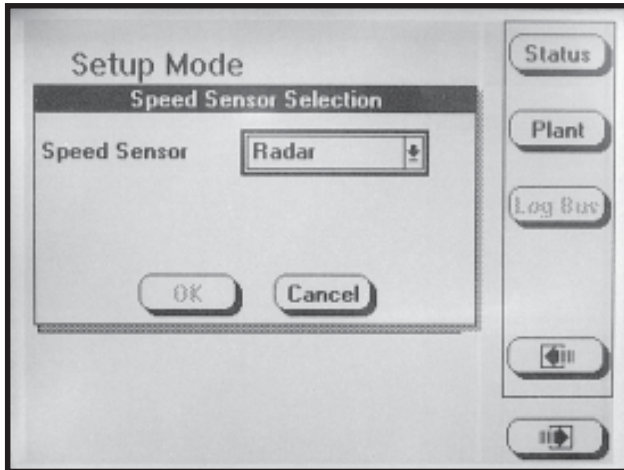 Setup Mode
Speed Sensor Selection
Speed Sensor
Radar
OK
Cancel
Status
Plant
Log Bus